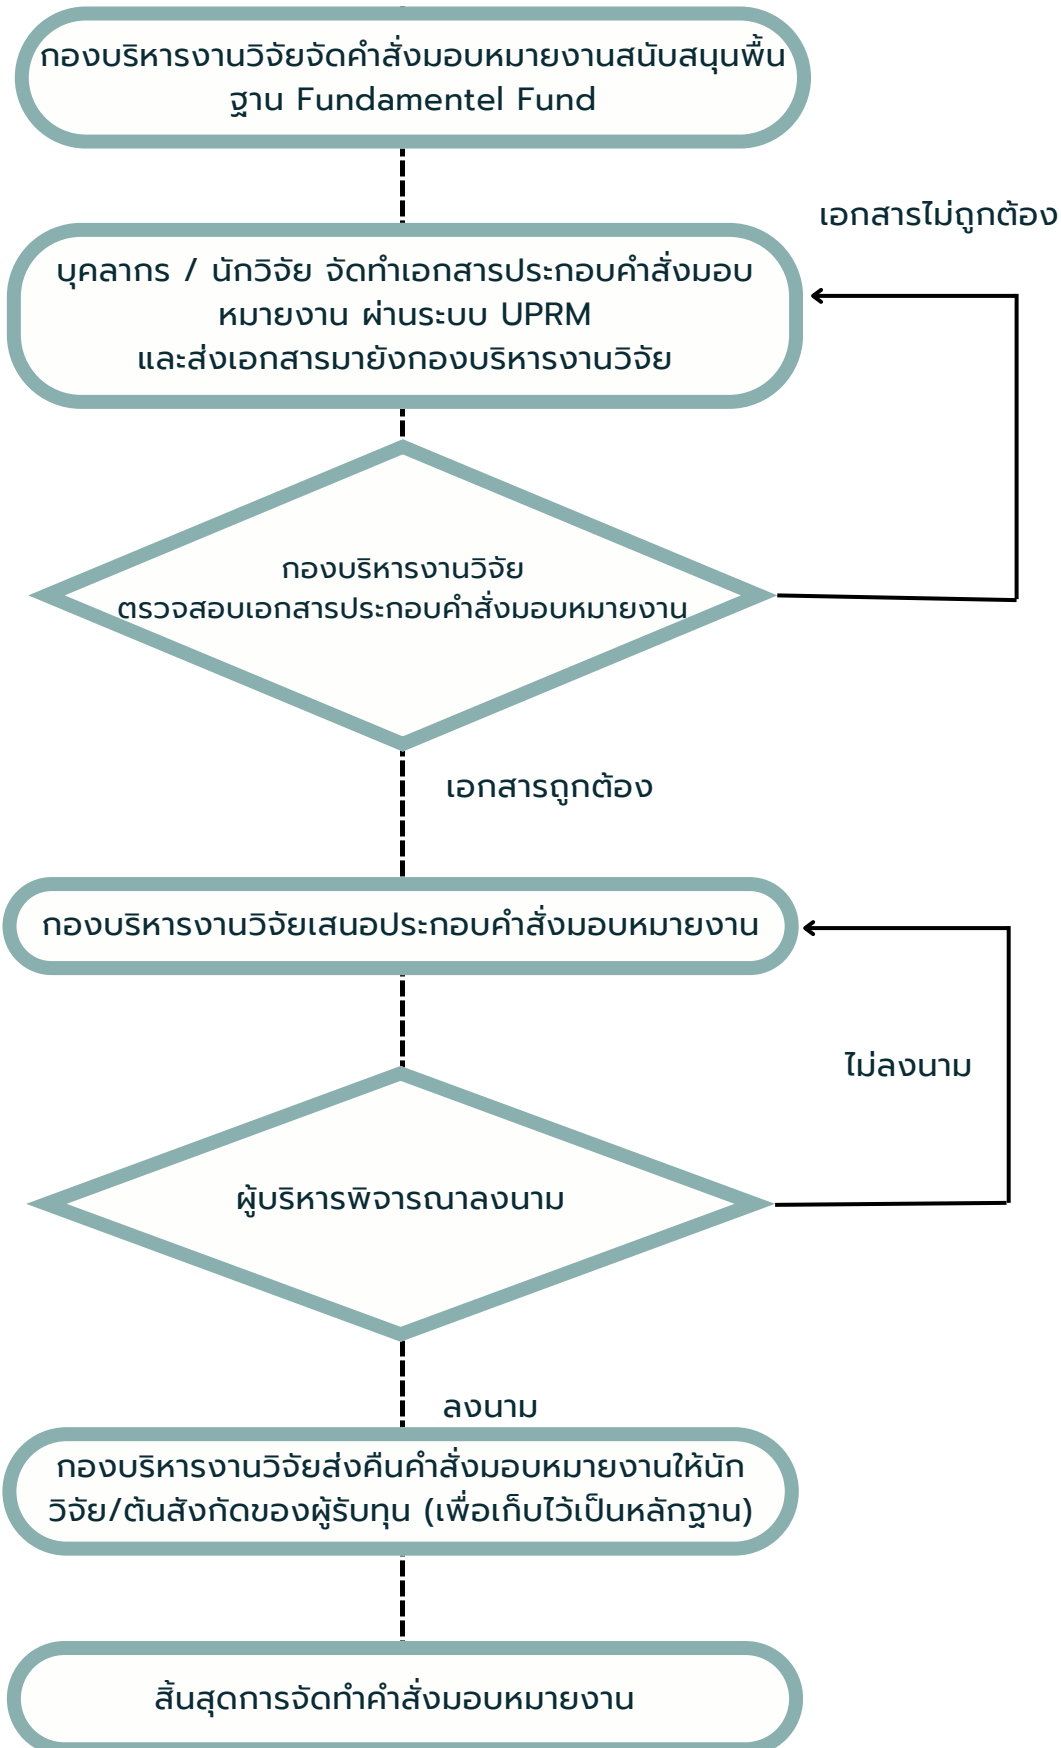 กองบริหารงานวิจัยจัดคำสั่งมอบหมายงานสนับสนุนพื้น
ฐาน Fundamentel Fund
เอกสารไม่ถูกต้อง
บุคลากร / นักวิจัย จัดทำเอกสารประกอบคำสั่งมอบ
หมายงาน ผ่านระบบ UPRM
และส่งเอกสารมายังกองบริหารงานวิจัย
กองบริหารงานวิจัย
ตรวจสอบเอกสารประกอบคำสั่งมอบหมายงาน
เอกสารถูกต้อง
กองบริหารงานวิจัยเสนอประกอบคำสั่งมอบหมายงาน
ไม่ลงนาม
ผู้บริหารพิจารณาลงนาม
ลงนาม
กองบริหารงานวิจัยส่งคืนคำสั่งมอบหมายงานให้นัก
วิจัย/ต้นสังกัดของผู้รับทุน (เพื่อเก็บไว้เป็นหลักฐาน)
สิ้นสุดการจัดทำคำสั่งมอบหมายงาน